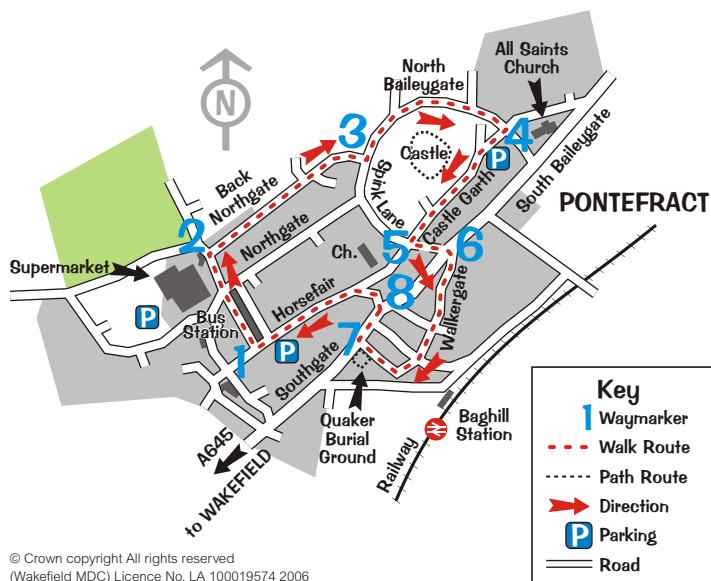 All Saints
Church
North
Baileygate
N
3
4
Castle
P
Back
Northgate
Spink Lane
Castle Garth
South Baileygate
PONTEFRACT
2
Northgate
Supermarket
Ch.
5
6
Horsefair
8
Walkergate
P
Bus
Station
1
P
7
Southgate
Quaker
Burial
Ground
Baghill
Station
Railway
A645
to WAKEFIELD
Key
1 Waymarker
Walk Route
Path Route
Direction
P Parking
Road
© Crown copyright All rights reserved
(Wakefield MDC) Licence No. LA 100019574 2006